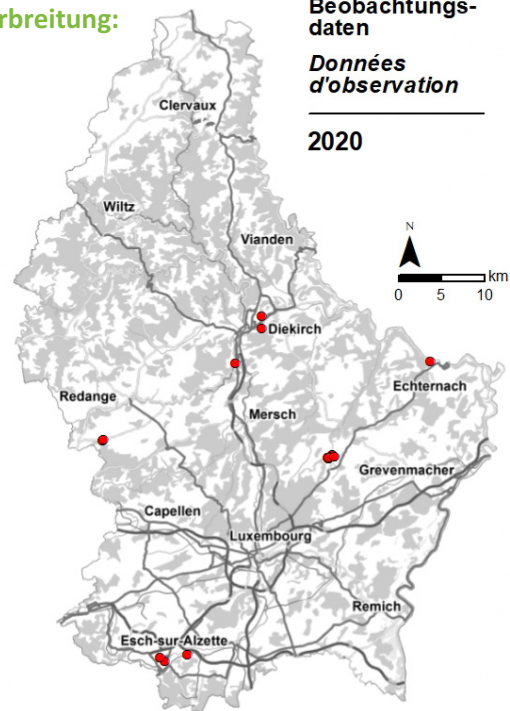 erbreitung:
Beobachtungs-
daten
Données
d'observation
2020
Clervaux
Wiltz
Vianden
N
km
0 5 10
Diekirch
Echternach
Redange
Mersch
Grevenmacher
Capellen
Luxembourg
Remich
Esch-sur-Alzette